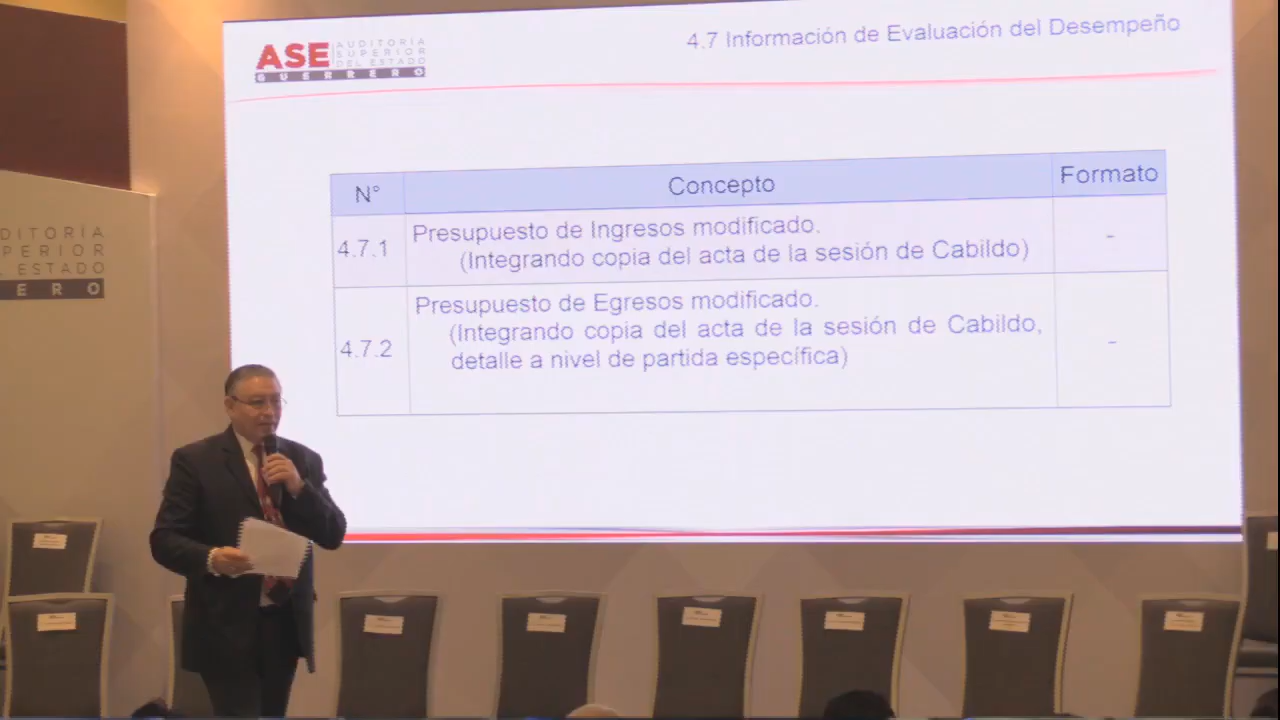 4.7 Información de Evaluación del Desempeño
ASE
AUDITORIA
SUPERIOR
DEL ESTADO
GUERRERO
N° Concepto Formato
4.7.1 Presupuesto de Ingresos modificado. -
(Integrando copia del acta de la sesión de Cabildo)
4.7.2 Presupuesto de Egresos modificado. -
(Integrando copia del acta de la sesión de Cabildo,
detalle a nivel de partida específica)
DITORIA
PERIOR
L ESTADO
ERO